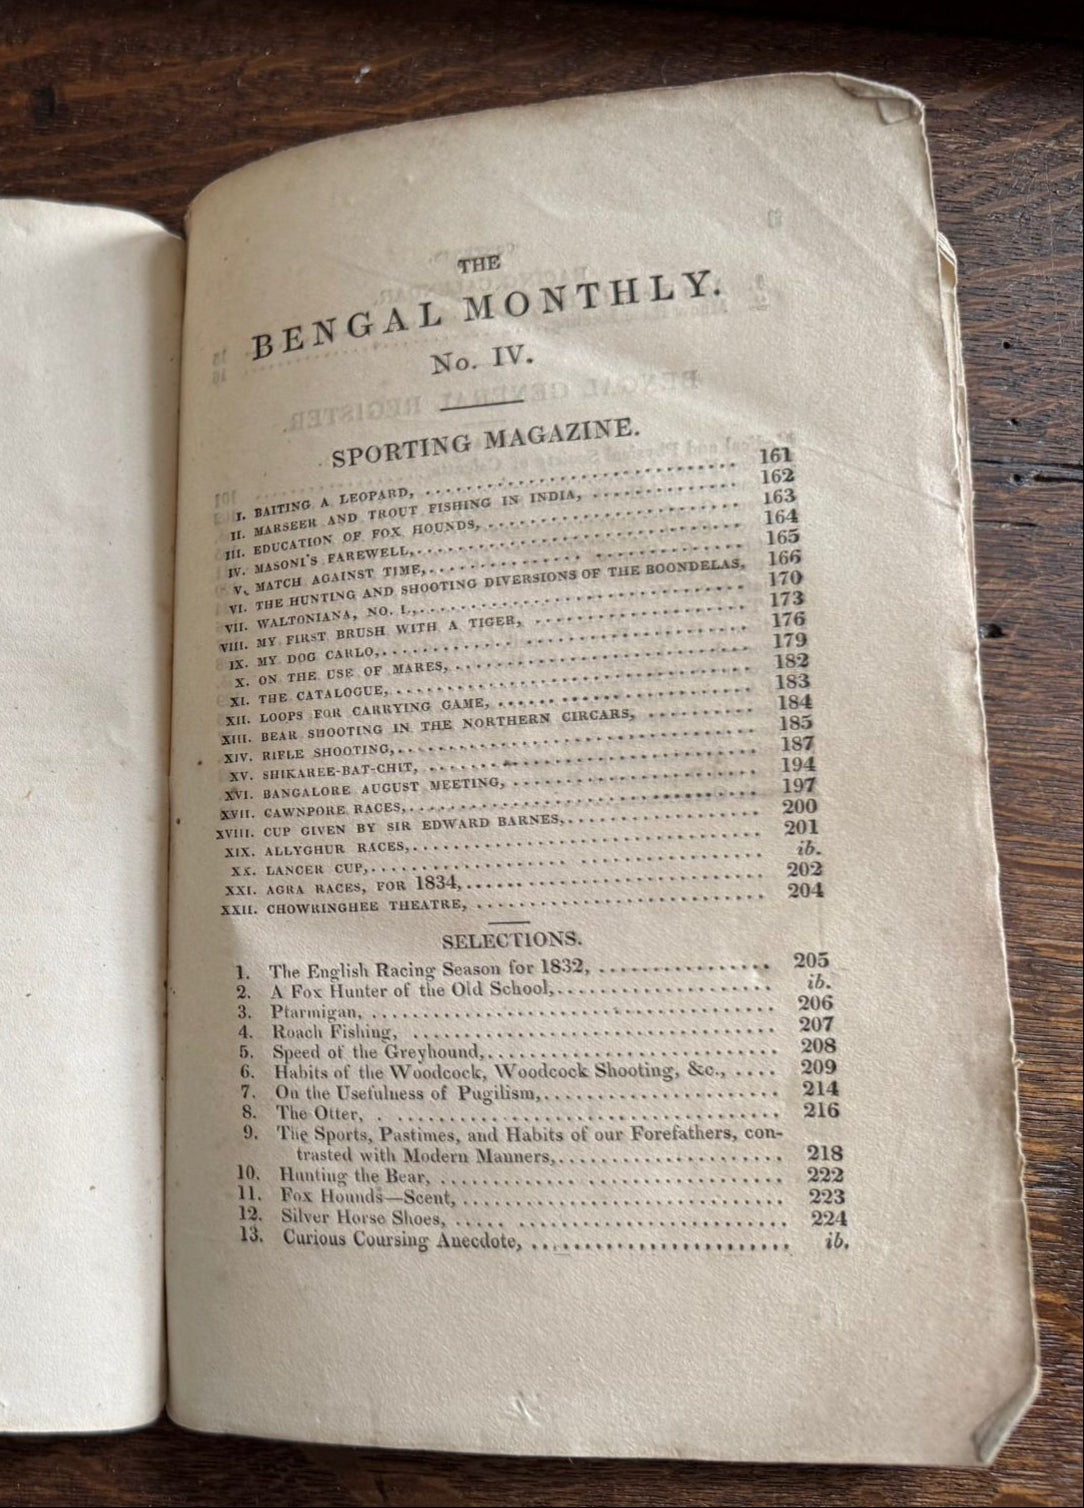 THE
BENGAL MONTHLY.
No. IV.
SPORTING MAGAZINE.
I. BAITING A LEOPARD, 161
II. MARSEER AND TROUT FISHING IN INDIA, 162
III. EDUCATION OF FOX HOUNDS, 163
IV. MASONI'S FAREWELL, 164
V. MATCH AGAINST TIME, 165
VI. THE HUNTING AND SHOOTING DIVERSIONS OF THE BOONDELAS, 166
VII. WALTONIANA, NO. I., 170
VIII. MY FIRST BRUSH WITH A TIGER, 173
IX. MY DOG CARLO, 176
X. ON THE USE OF MARES, 179
XI. THE CATALOGUE, 182
XII. LOOPS FOR CARRYING GAME, 183
XIII. BEAR SHOOTING IN THE NORTHERN CIRCARS, 184
XIV. RIFLE SHOOTING, 185
XV. SHIKAREE-BAT-CHIT, 187
XVI. BANGALORE AUGUST MEETING, 194
XVII. CAWNPORE RACES, 197
XVIII. CUP GIVEN BY SIR EDWARD BARNES, 200
XIX. ALLYGHUR RACES, 201
XX. LANCER CUP, ib.
XXI. AGRA RACES, FOR 1834, 202
XXII. CHOWRINGHEE THEATRE, 204
SELECTIONS.
1. The English Racing Season for 1832, 205
2. A Fox Hunter of the Old School, ib.
3. Ptarmigan, 206
4. Roach Fishing, 207
5. Speed of the Greyhound, 208
6. Habits of the Woodcock, Woodcock Shooting, &c., 209
7. On the Usefulness of Pugilism, 214
8. The Otter, 216
9. The Sports, Pastimes, and Habits of our Forefathers, con-
trasted with Modern Manners, 218
10. Hunting the Bear, 222
11. Fox Hounds—Scent, 223
12. Silver Horse Shoes, 224
13. Curious Coursing Anecdote, ib.